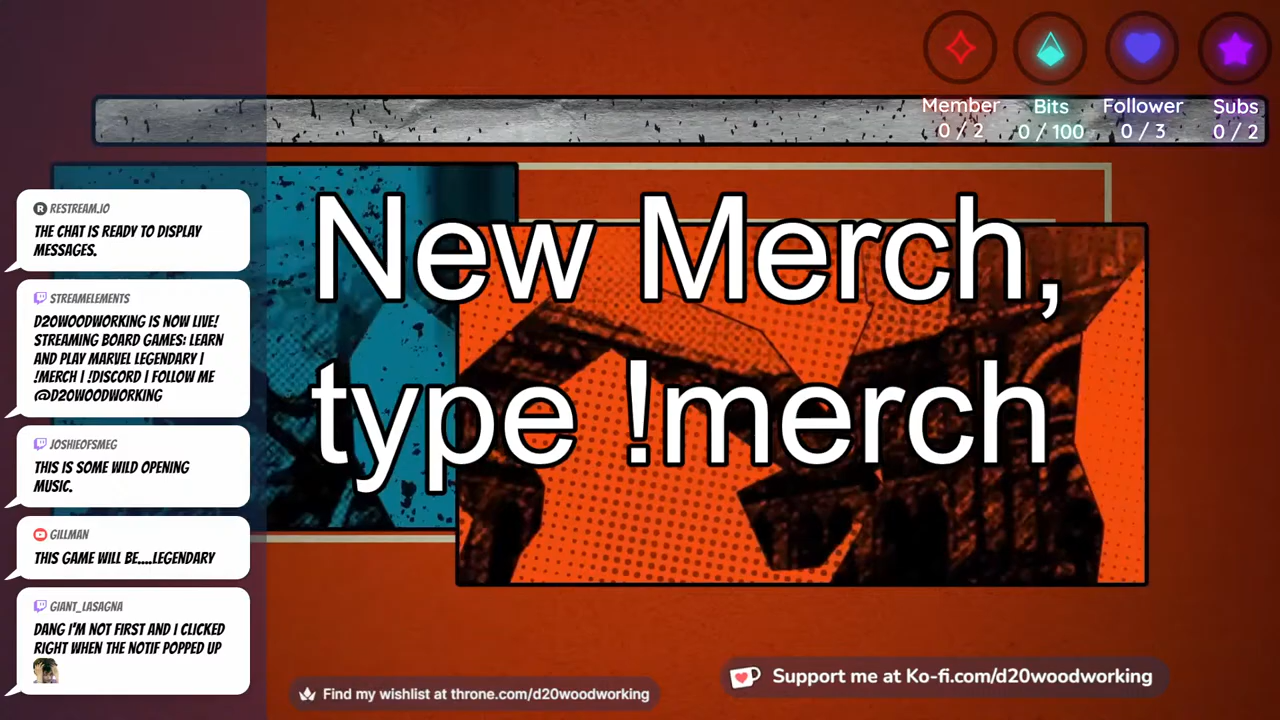 Member
0 / 2
Bits
0 / 100
Follower
0 / 3
Subs
0 / 2
RESTREAM.IO
THE CHAT IS READY TO DISPLAY
MESSAGES.
STREAMELEMENTS
D20WOODWORKING IS NOW LIVE!
STREAMING BOARD GAMES: LEARN
AND PLAY MARVEL LEGENDARY |
!MERCH | !DISCORD | FOLLOW ME
@D20WOODWORKING
JOSHIEOFSMEG
THIS IS SOME WILD OPENING
MUSIC.
GILLMAN
THIS GAME WILL BE....LEGENDARY
GIANT_LASAGNA
DANG I'M NOT FIRST AND I CLICKED
RIGHT WHEN THE NOTIF POPPED UP
New Merch,
type !merch
Find my wishlist at throne.com/d20woodworking
Support me at Ko-fi.com/d20woodworking